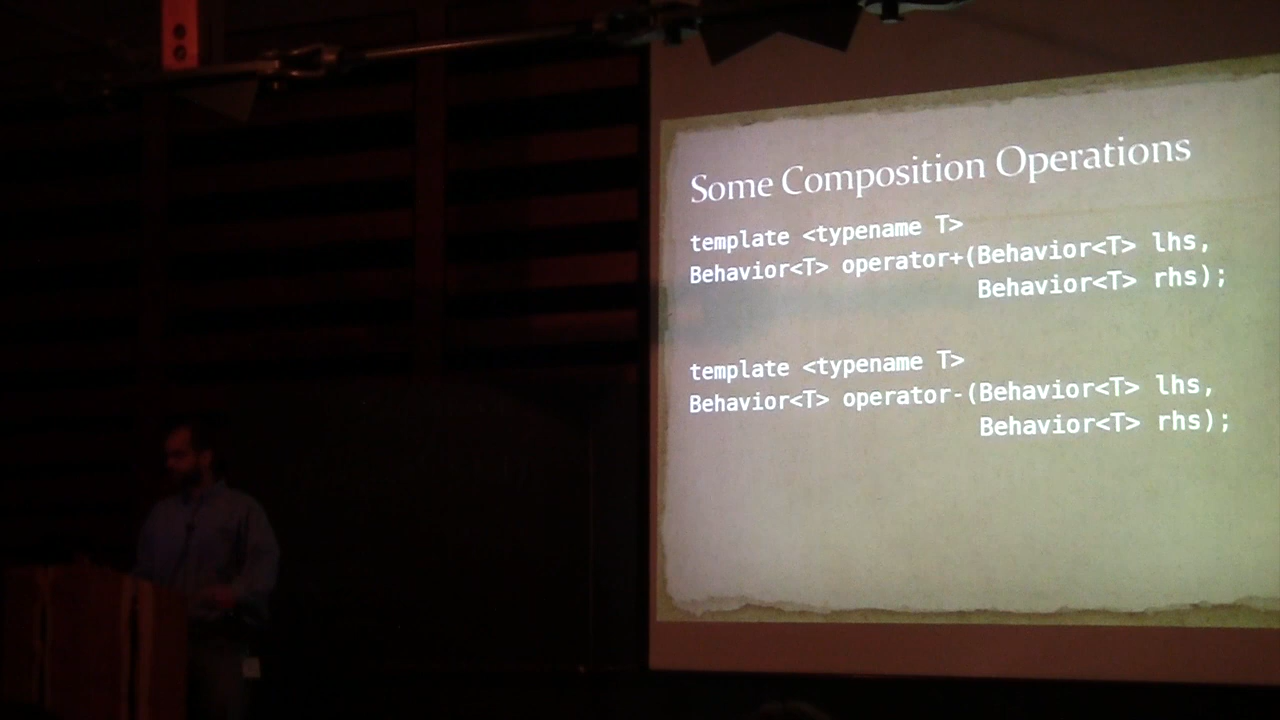 Some Composition Operations
template <typename T>
Behavior<T> operator+(Behavior<T> lhs,
Behavior<T> rhs);
template <typename T>
Behavior<T> operator-(Behavior<T> lhs,
Behavior<T> rhs);